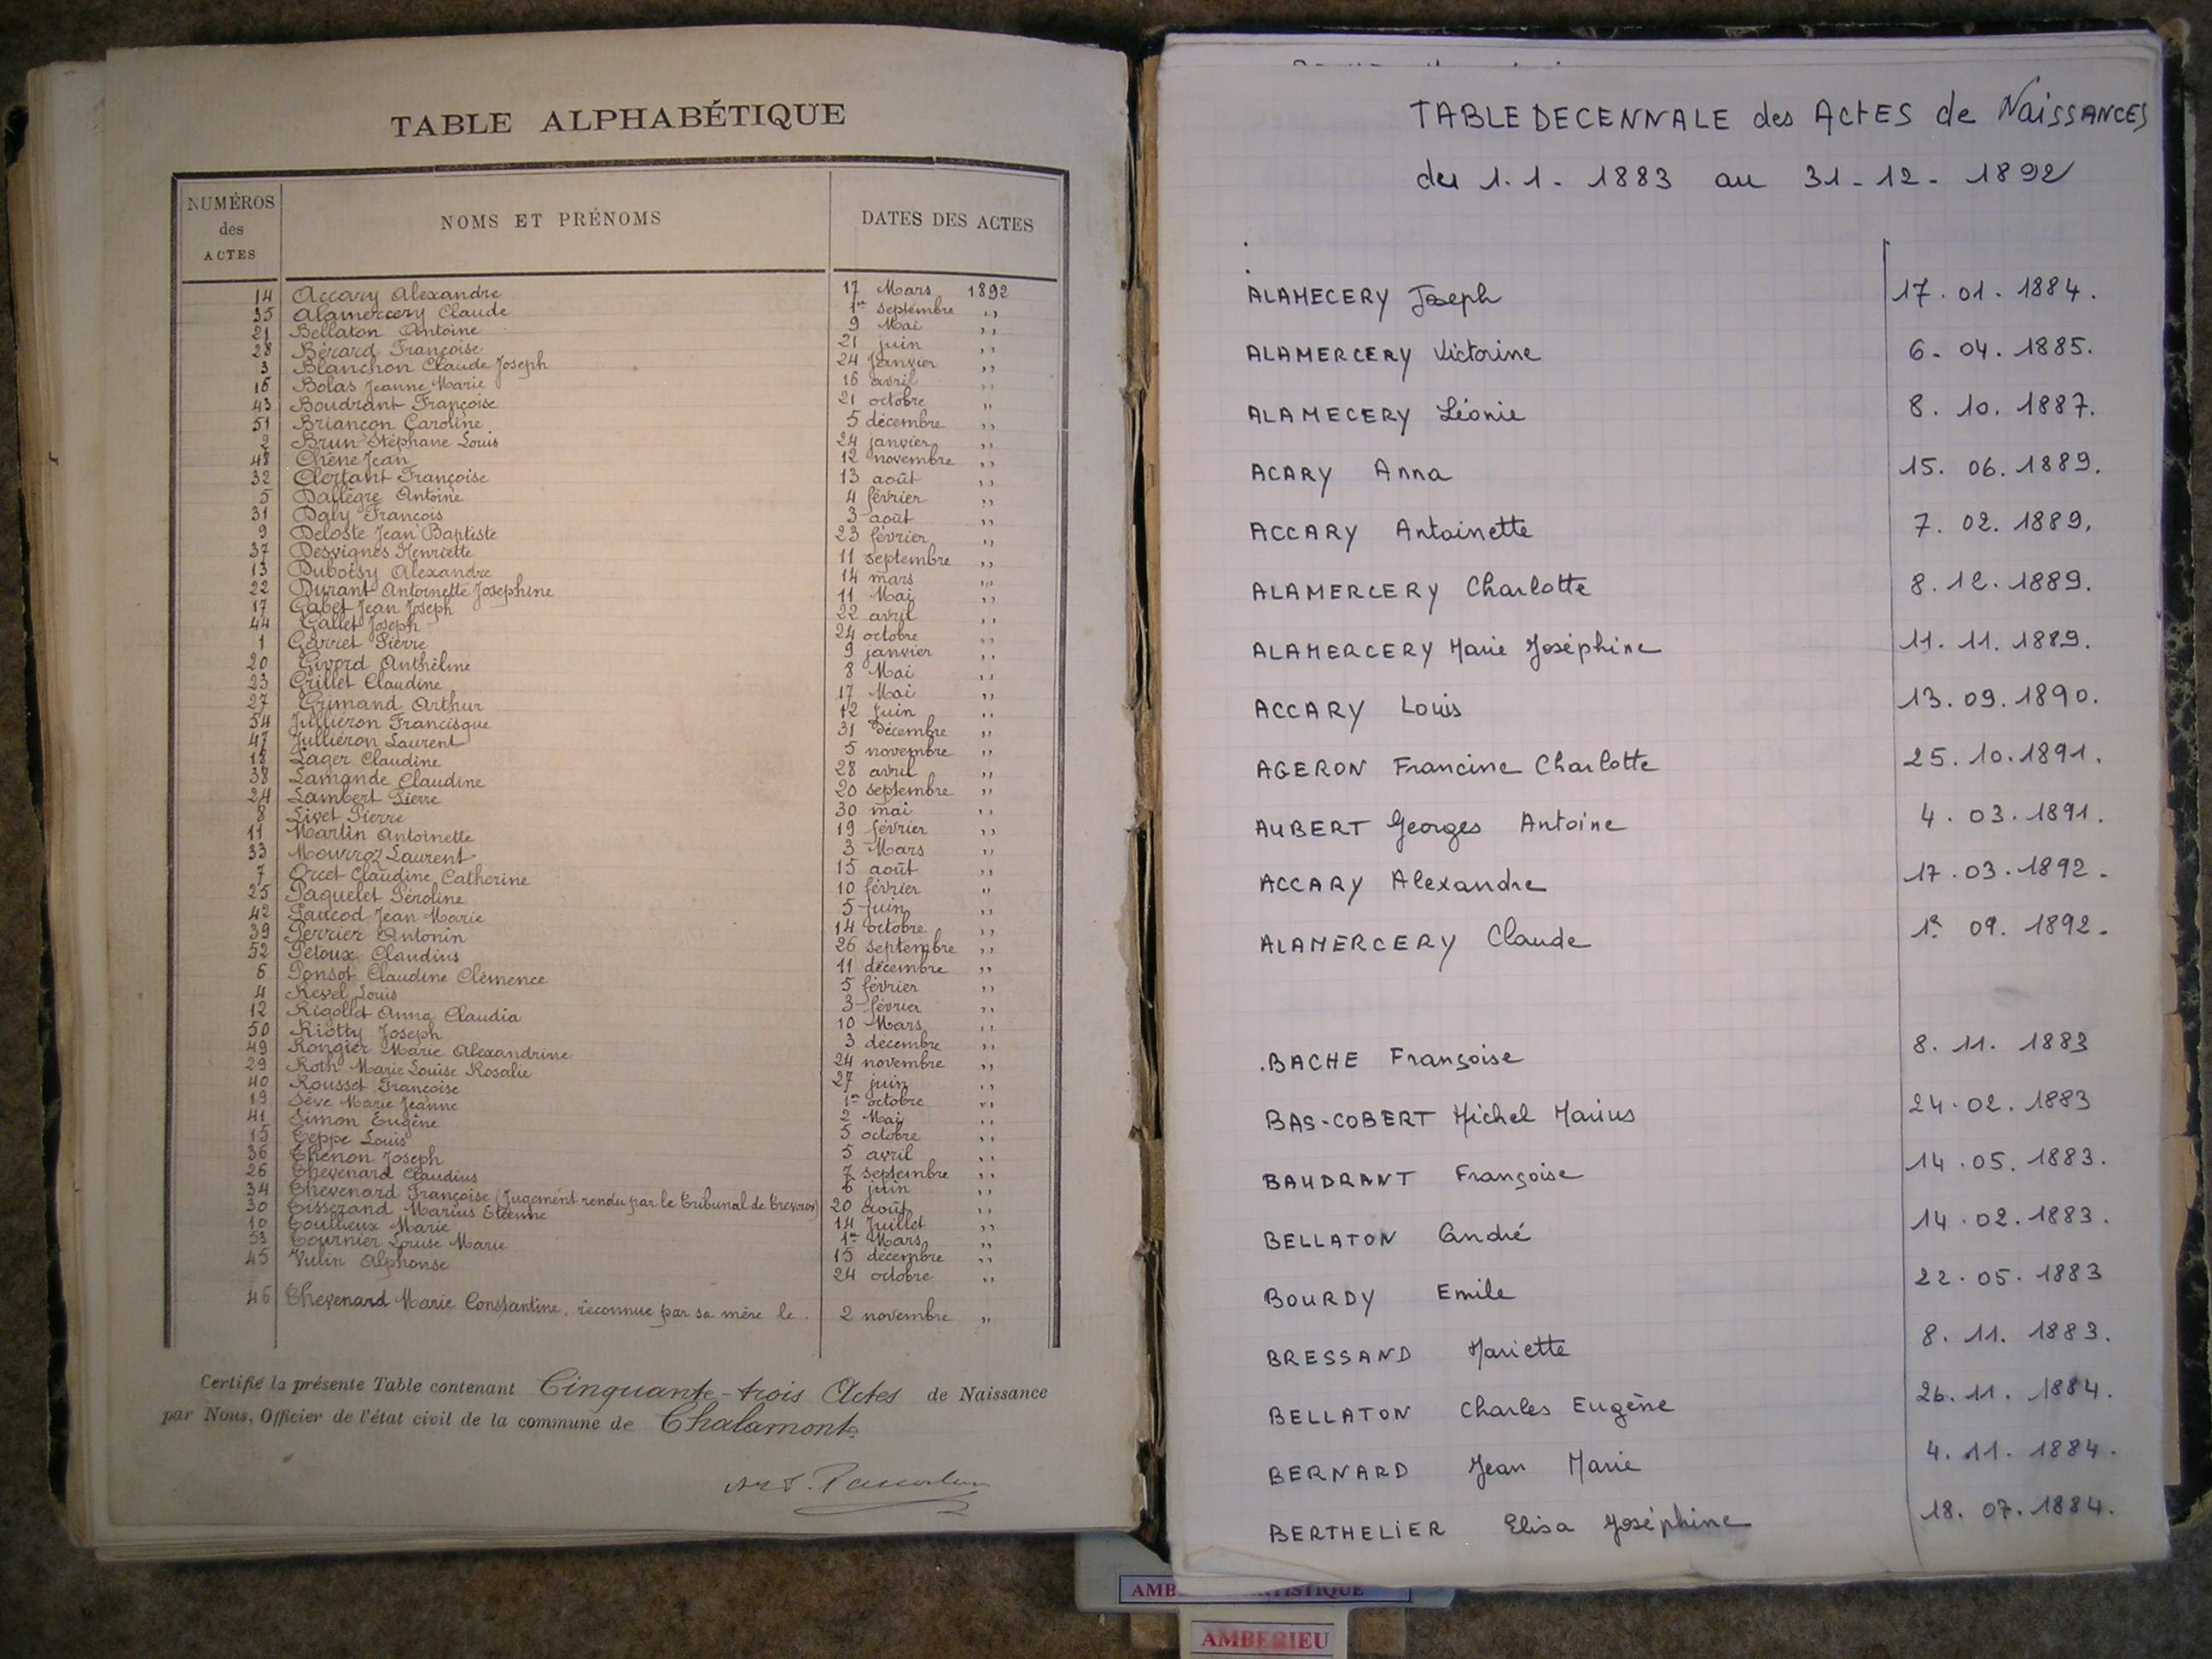 TABLE ALPHABÉTIQUE
NUMÉROS des ACTES NOMS ET PRÉNOMS DATES DES ACTES
14 Accary Alexandre 17 Mars 1892
35 Alamercery Claude 1er septembre ,,
21 Bellaton Antoine 9 Mai ,,
28 Bérard Françoise 21 juin ,,
3 Blanchon Claude Joseph 24 Janvier ,,
16 Bolas Jeanne Marie 16 avril ,,
43 Boudrant Françoise 21 octobre ,,
51 Briançon Caroline 5 décembre ,,
2 Brun Stéphane Louis 24 janvier ,,
48 Chêne Jean 12 novembre ,,
32 Clertant Françoise 13 août ,,
5 Dallègre Antoine 4 février ,,
31 Daly François 3 août ,,
9 Deloste Jean Baptiste 23 février ,,
37 Desvignes Henriette 11 septembre ,,
13 Duboisy Alexandre 14 mars ,,
22 Durant Antoinette Josephine 11 Mai ,,
17 Gabet Jean Joseph 22 avril ,,
44 Gallet Joseph 24 octobre ,,
1 Garret Pierre 9 janvier ,,
20 Givord Anthelme 8 Mai ,,
23 Grillet Claudine 17 Mai ,,
27 Grimand Arthur 12 Juin ,,
54 Jullieron Francisque 31 Décembre ,,
47 Jullieron Laurent 5 novembre ,,
18 Lager Claudine 28 avril ,,
38 Lamande Claudine 20 septembre ,,
24 Lambert Pierre 30 mai ,,
8 Livet Pierre 19 février ,,
11 Martin Antoinette 3 Mars ,,
33 Mourroz Laurent 15 août ,,
7 Orcet Claudine Catherine 10 février ,,
25 Paquelet Péroline 5 Juin ,,
42 Paucod Jean Marie 14 octobre ,,
39 Perrier Antonin 26 septembre ,,
52 Petoux Claudius 11 décembre ,,
6 Ponsot Claudine Clémence 5 février ,,
4 Revel Louis 3 février ,,
12 Rigollet Anna Claudia 10 Mars ,,
50 Riotty Joseph 3 décembre ,,
49 Rongier Marie Alexandrine 24 novembre ,,
29 Roth Marie Louise Rosalie 27 juin ,,
40 Rousset Françoise 1er octobre ,,
19 Sève Marie Jeanne 2 Mai ,,
41 Simon Eugène 5 octobre ,,
15 Teppe Louis 5 avril ,,
36 Thenon Joseph 7 septembre ,,
26 Thevenard Claudius 6 juin ,,
34 Thevenard Françoise (Jugement rendu par le Tribunal de Trevoux) 20 août ,,
30 Tisserand Marius Etienne 14 Juillet ,,
10 Toullieux Marie 1er Mars ,,
53 Tournier Louise Marie 15 décembre ,,
45 Vulin Alphonse 24 octobre ,,
46 Thevenard Marie Constantine, reconnue par sa mère le. 2 novembre ,,
Certifié la présente Table contenant Cinquante-trois Actes de Naissance
par Nous, Officier de l'état civil de la commune de Chalamont.
TABLE DECENNALE des ACTES de NAISSANCES
du 1.1. 1883 au 31-12-1892
ALAMECERY Joseph 17.01.1884.
ALAMERCERY Victorine 6-04.1885.
ALAMECERY Léonie 8.10.1887.
ACARY Anna 15.06.1889.
ACCARY Antoinette 7.02.1889.
ALAMERCERY Charlotte 8.12.1889.
ALAMERCERY Marie Joséphine 11.11.1889.
ACCARY Louis 13.09.1890.
AGERON Francine Charlotte 25.10.1891.
AUBERT Georges Antoine 4.03.1891.
ACCARY Alexandre 17.03.1892.
ALAMERCERY Claude 1er 09.1892.
BACHE Françoise 8.11.1883
BAS-COBERT Michel Marius 24.02.1883
BAUDRANT Françoise 14.05.1883.
BELLATON André 14.02.1883.
BOURDY Emile 22.05.1883
BRESSAND Mariette 8.11.1883.
BELLATON Charles Eugène 26.11.1884.
BERNARD Jean Marie 4.11.1884.
BERTHELIER Elisa Joséphine 18.07.1884.
AMBERIEU